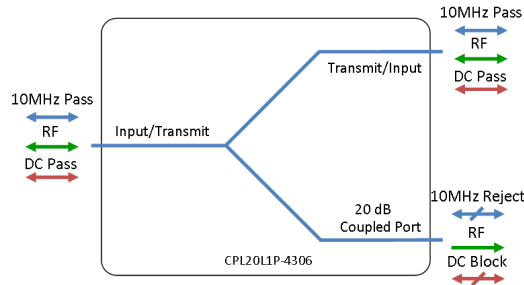 10MHz Pass
RF
DC Pass
Transmit/Input
10MHz Pass
RF
DC Pass
Input/Transmit
20 dB
Coupled Port
10MHz Reject
RF
DC Block
CPL20L1P-4306